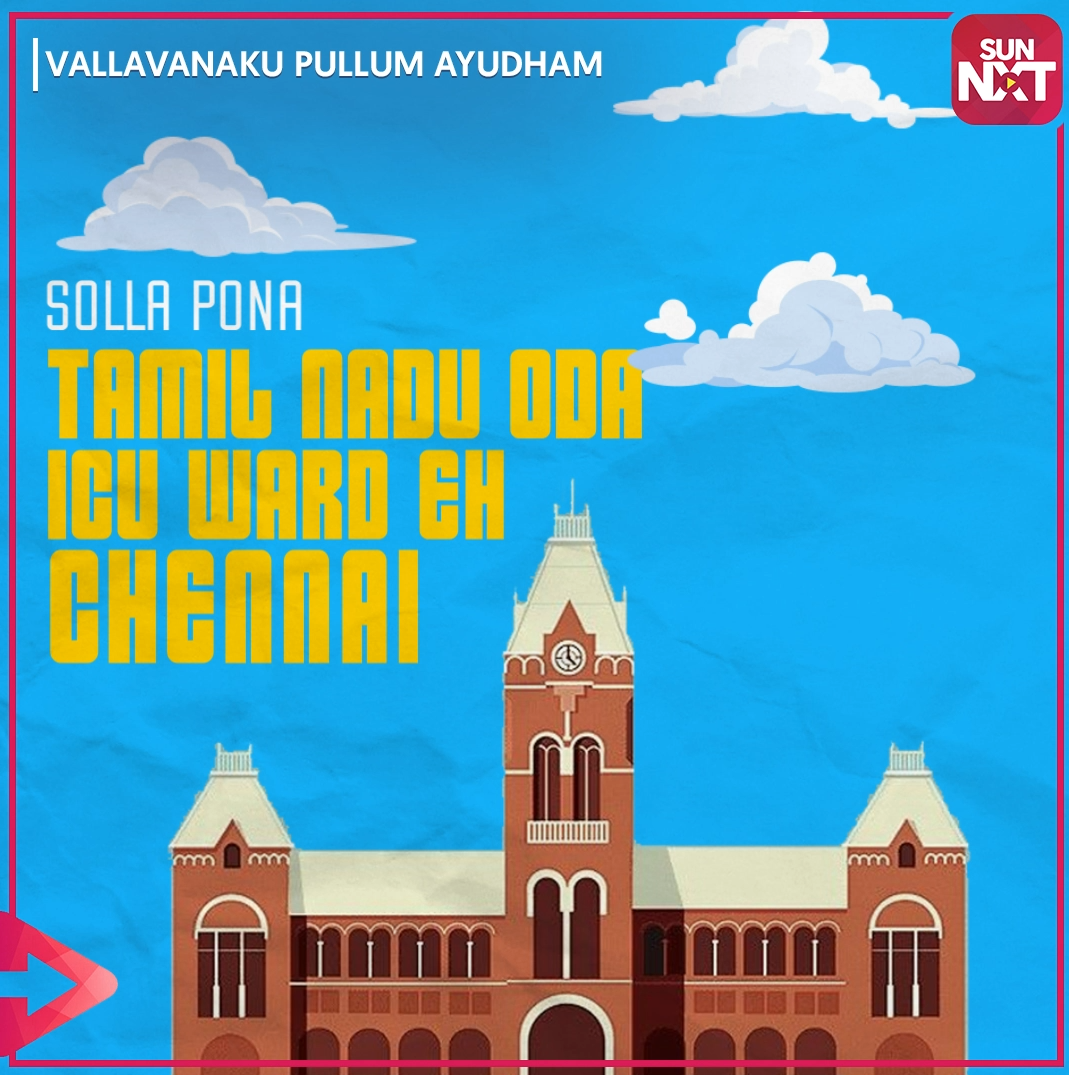 VALLAVANAKU PULLUM AYUDHAM
SUN
NXT
SOLLA PONA
TAMIL NADU ODA
ICU WARD EH
CHENNAI